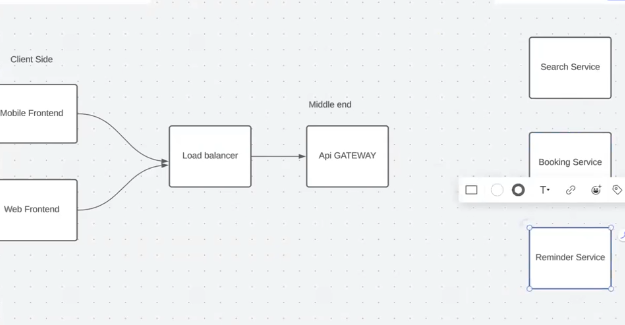 Client Side
Mobile Frontend
Web Frontend
Load balancer
Middle end
Api GATEWAY
Search Service
Booking Service
T
Reminder Service